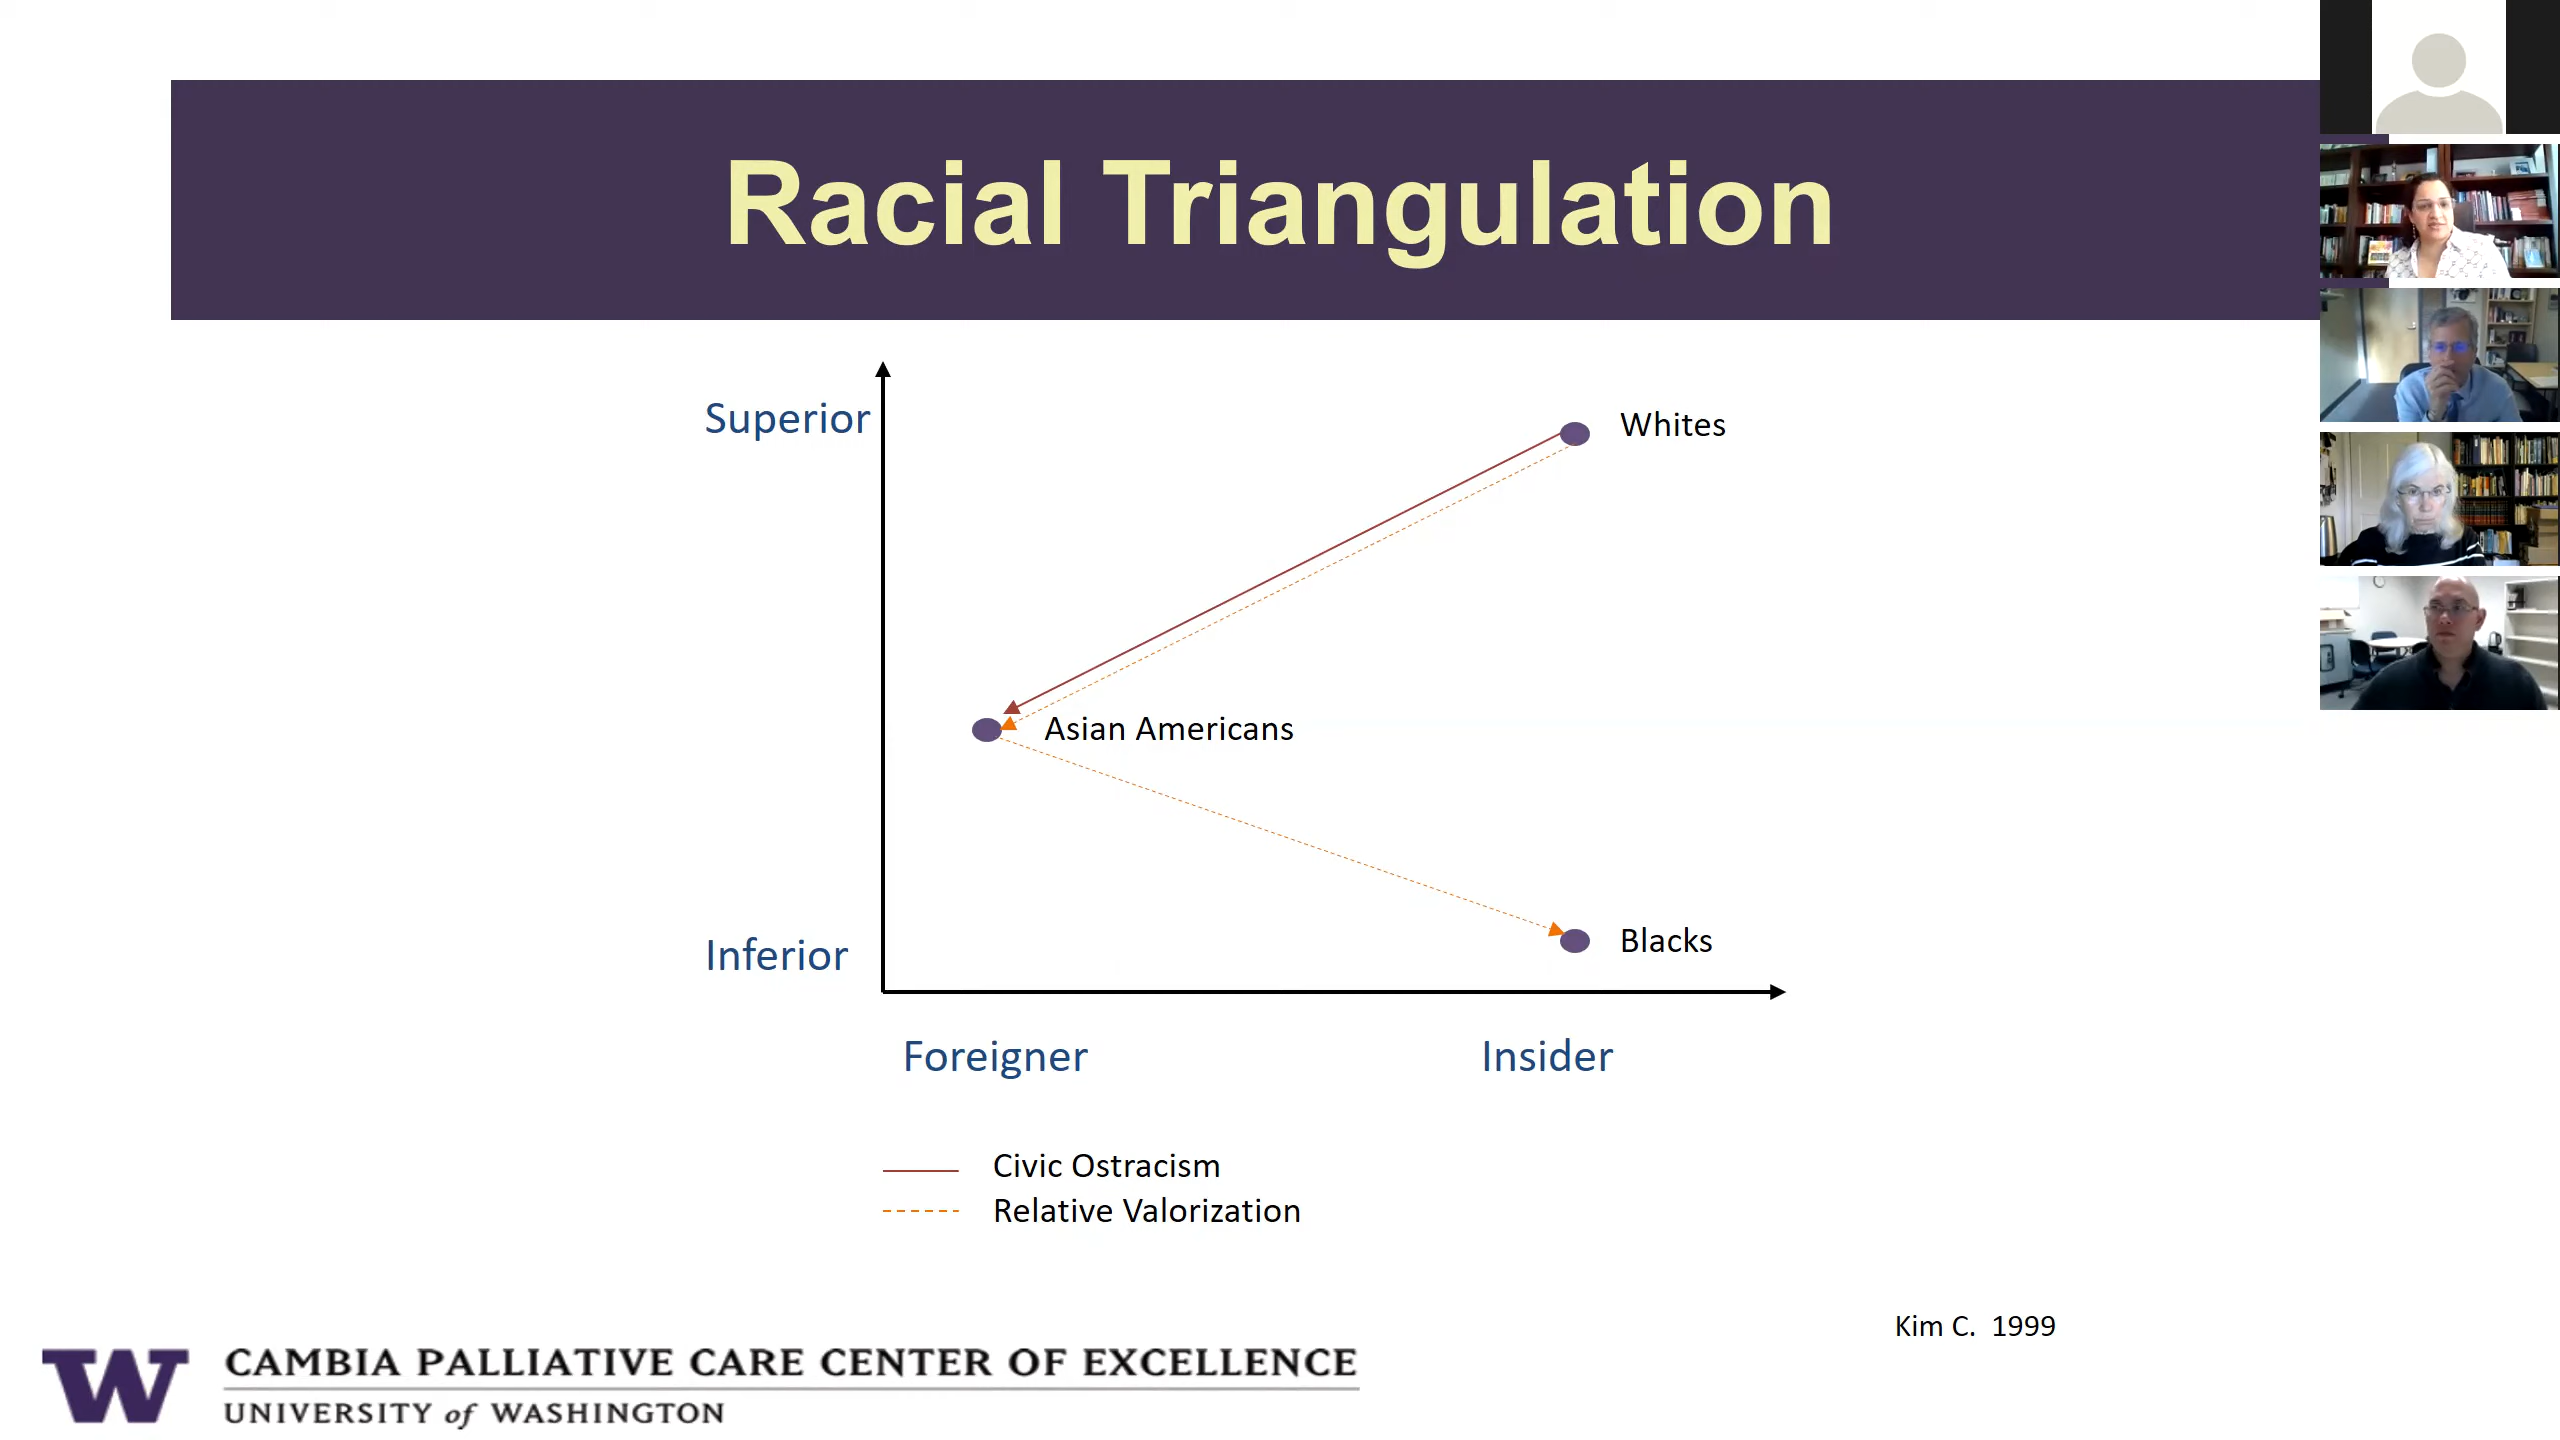 Racial Triangulation
Superior
Whites
Asian Americans
Inferior
Blacks
Foreigner
Insider
Civic Ostracism
Relative Valorization
Kim C. 1999
W
CAMBIA PALLIATIVE CARE CENTER OF EXCELLENCE
UNIVERSITY of WASHINGTON